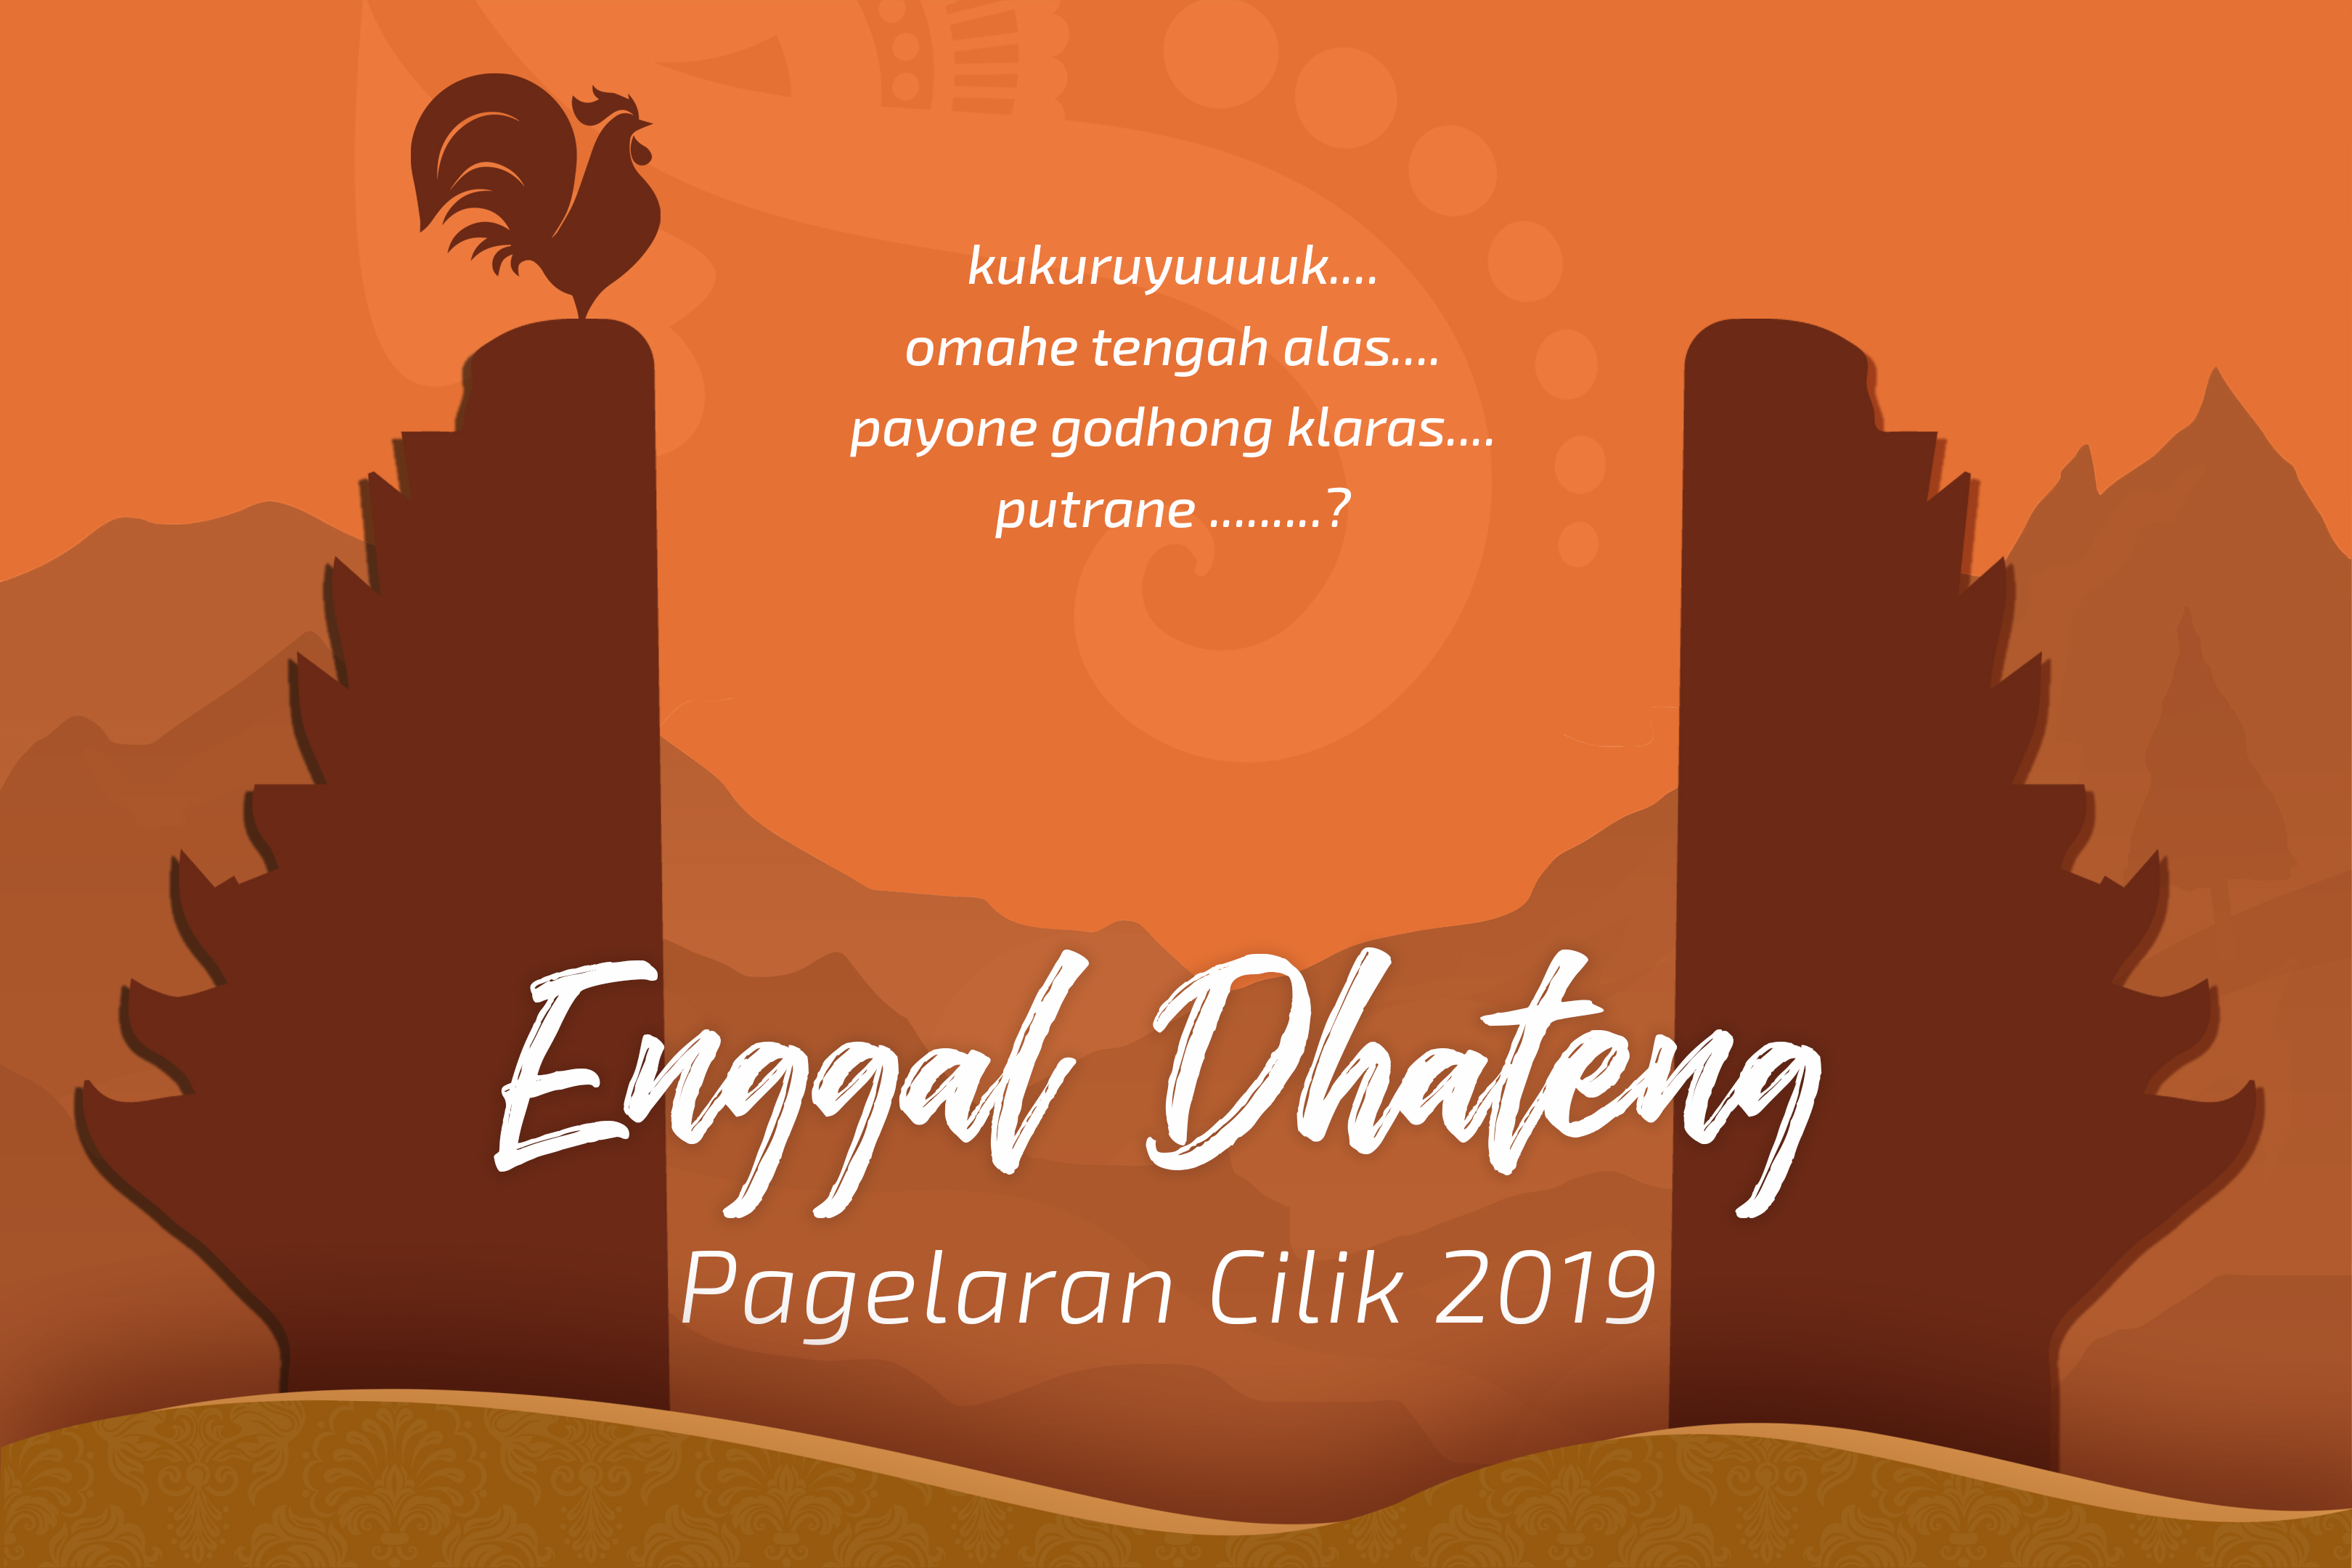 kukuruyuuuuk....
omahe tengah alas....
payone godhong klaras....
putrane .........?
Enggal Dhateng
Pagelaran Cilik 2019